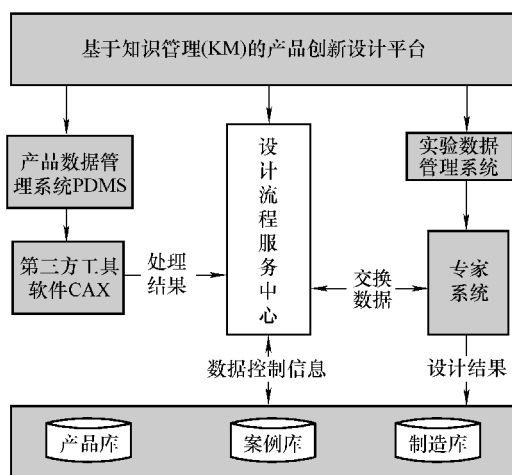 基于知识管理(KM)的产品创新设计平台
产品数据管
理系统PDMS
设计流程服务中心
实验数据
管理系统
第三方工具
软件CAX
处理
结果
交换
数据
专家
系统
数据控制信息
设计结果
产品库
案例库
制造库